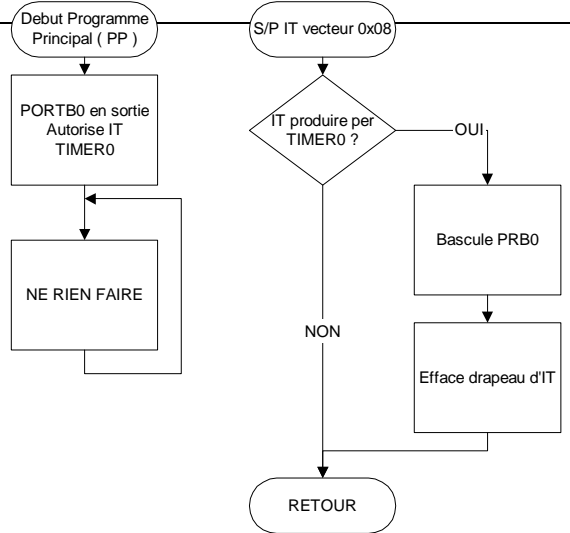 Debut Programme
Principal ( PP )
PORTB0 en sortie
Autorise IT
TIMER0
NE RIEN FAIRE
S/P IT vecteur 0x08
IT produire per
TIMER0 ?
OUI
Bascule PRB0
NON
Efface drapeau d'IT
RETOUR